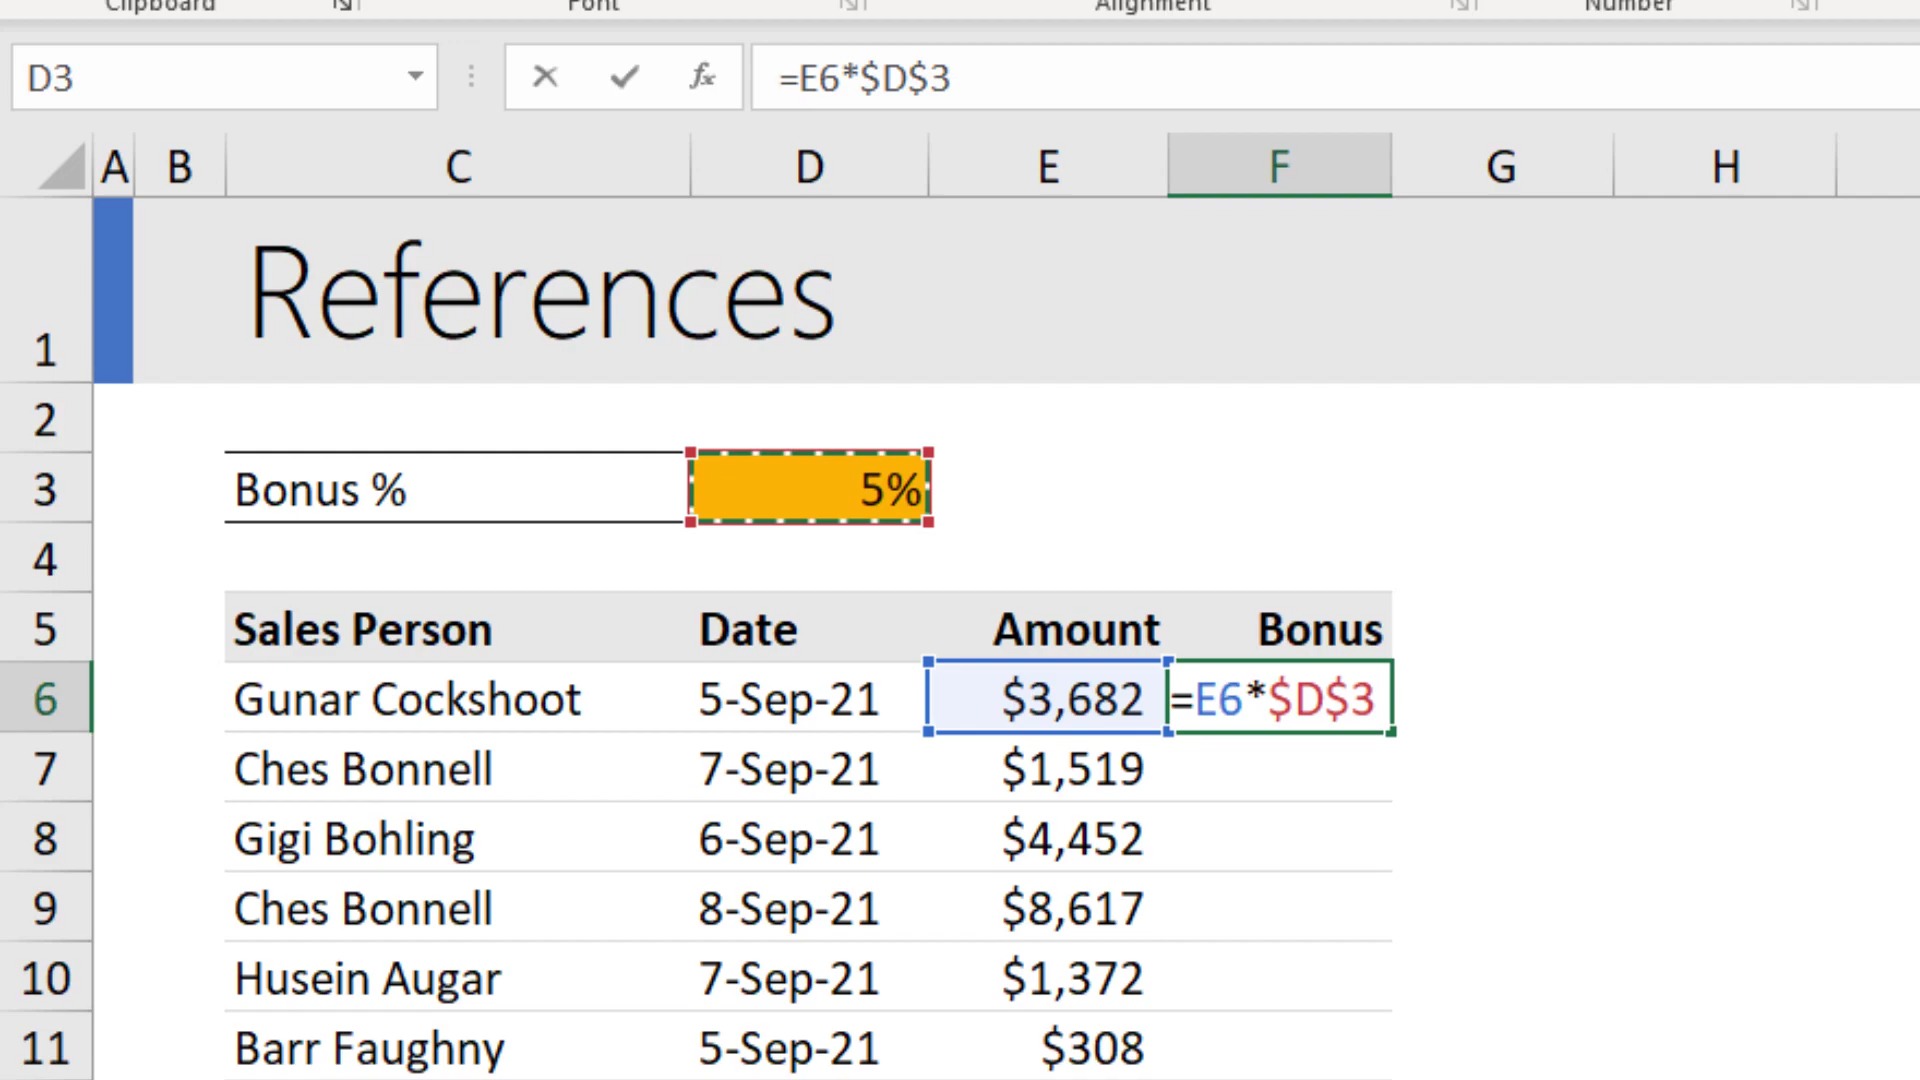 Clipboard Font Alignment Number
D3 fx =E6*$D$3
A B C D E F G H
1 References
2
3 Bonus % 5%
4
5 Sales Person Date Amount Bonus
6 Gunar Cockshoot 5-Sep-21 $3,682 =E6*$D$3
7 Ches Bonnell 7-Sep-21 $1,519
8 Gigi Bohling 6-Sep-21 $4,452
9 Ches Bonnell 8-Sep-21 $8,617
10 Husein Augar 7-Sep-21 $1,372
11 Barr Faughny 5-Sep-21 $308